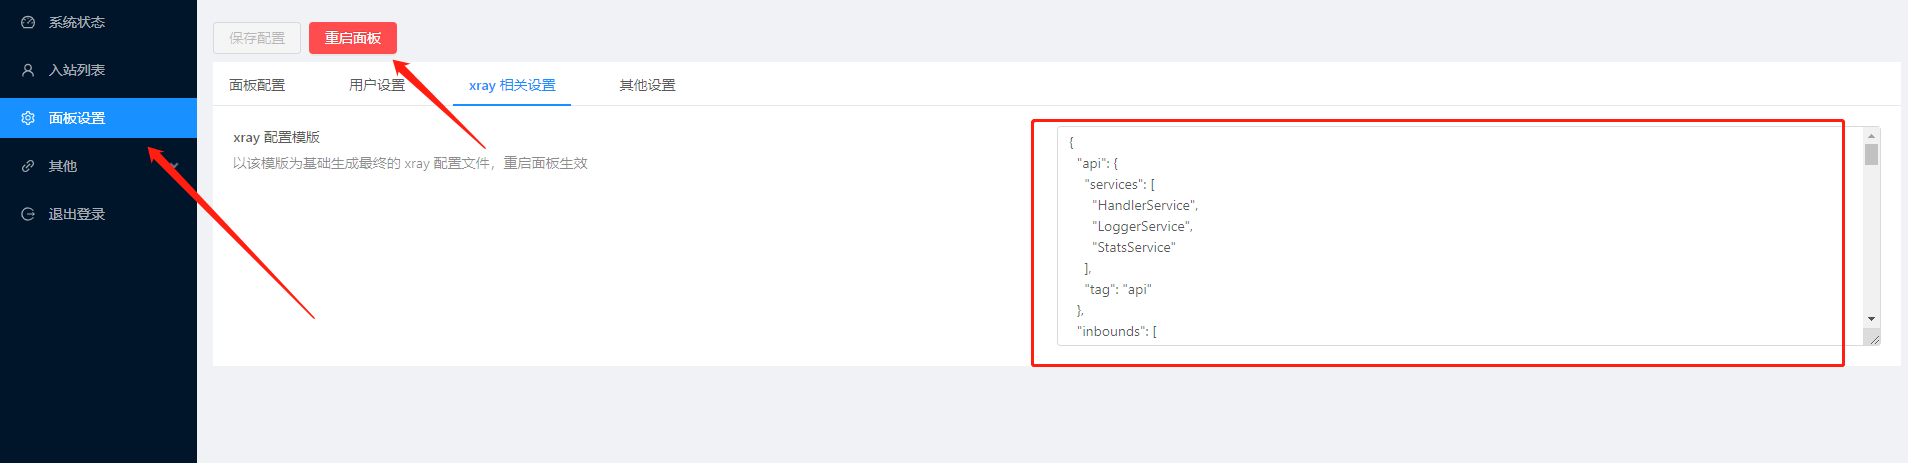 系统状态
入站列表
面板设置
其他
退出登录
保存配置 重启面板
面板配置 用户设置 xray 相关设置 其他设置
xray 配置模版
以该模版为基础生成最终的 xray 配置文件，重启面板生效
{
"api": {
"services": [
"HandlerService",
"LoggerService",
"StatsService"
],
"tag": "api"
},
"inbounds": [